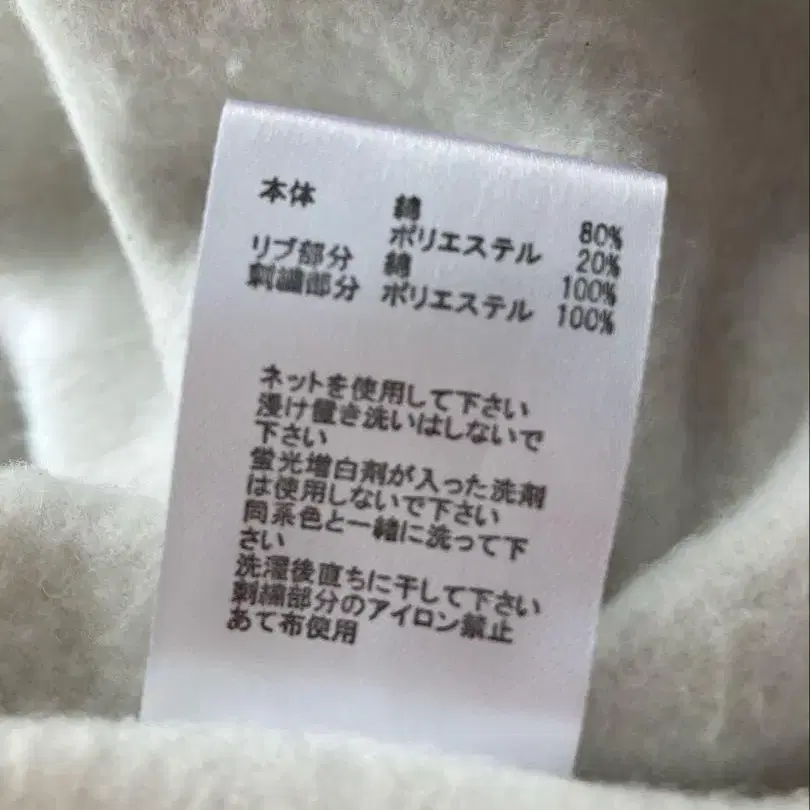 本体 綿 80%
ポリエステル 20%
リブ部分 綿 100%
刺繍部分 ポリエステル 100%
ネットを使用して下さい
浸け置き洗いはしないで
下さい
蛍光増白剤が入った洗剤
は使用しないで下さい
同系色と一緒に洗って下
さい
洗濯後直ちに干して下さい
刺繍部分のアイロン禁止
あて布使用